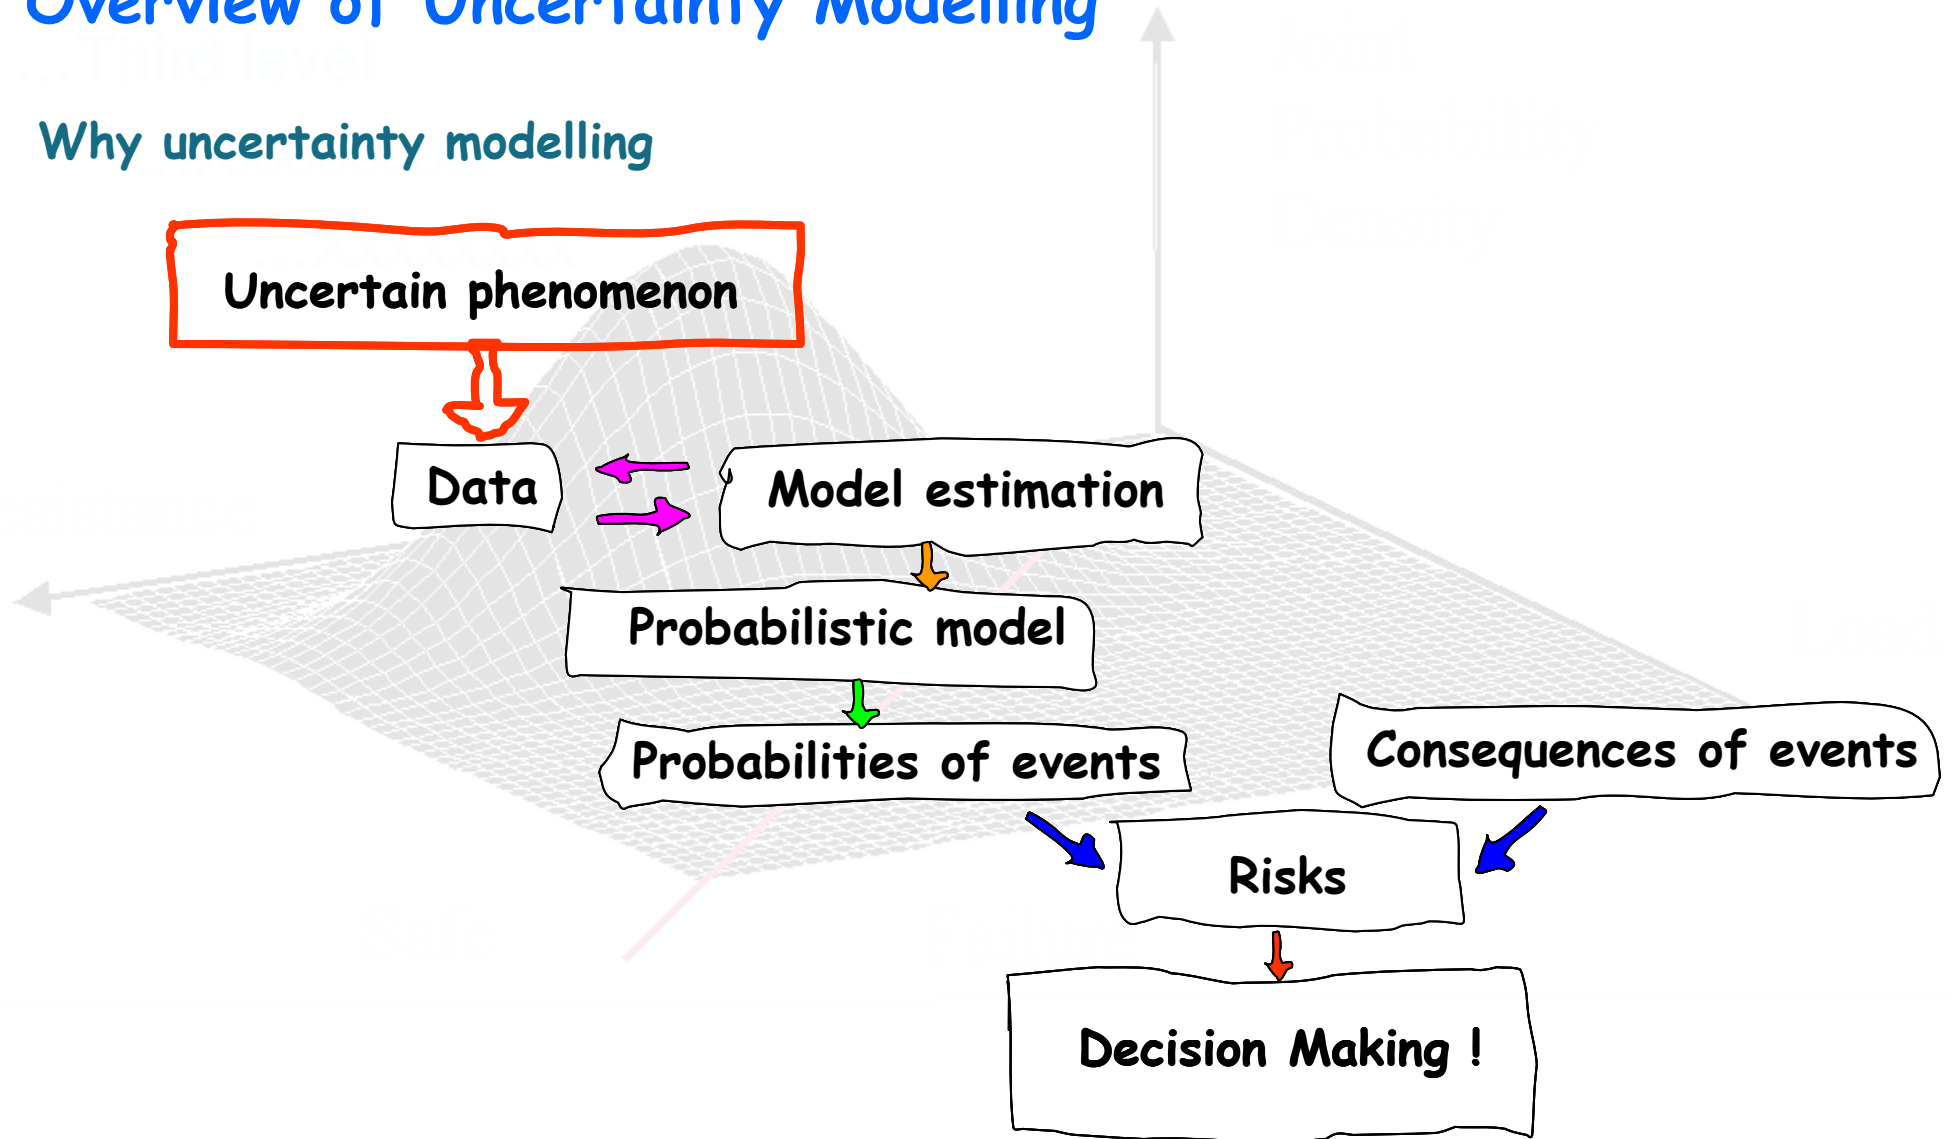 Overview of Uncertainty Modelling
Why uncertainty modelling
Uncertain phenomenon
Data
Model estimation
Probabilistic model
Probabilities of events
Consequences of events
Risks
Decision Making !